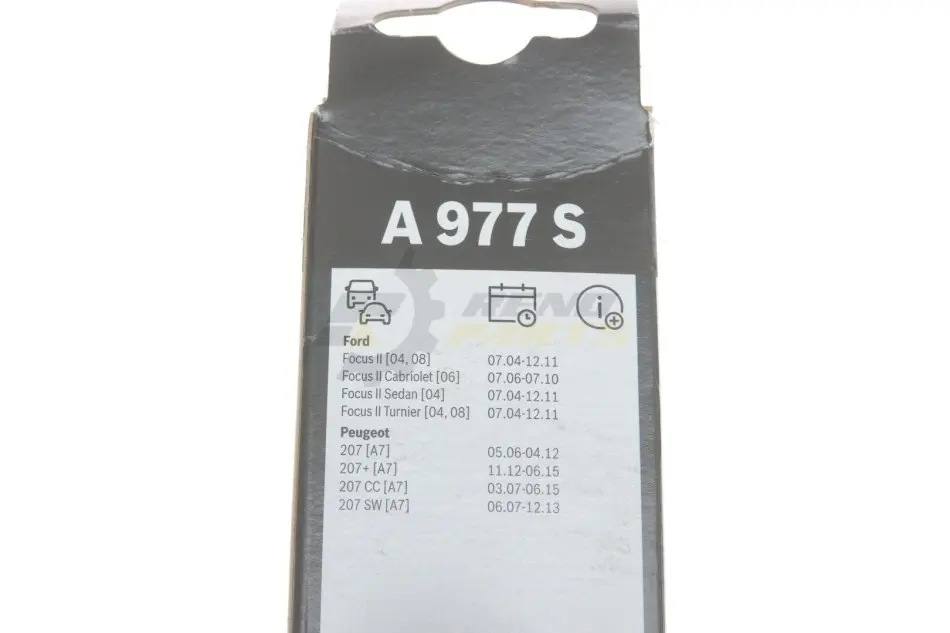 A 977 S
RENO
PARTS
Ford
Focus II [04, 08] 07.04-12.11
Focus II Cabriolet [06] 07.06-07.10
Focus II Sedan [04] 07.04-12.11
Focus II Turnier [04, 08] 07.04-12.11
Peugeot
207 [A7] 05.06-04.12
207+ [A7] 11.12-06.15
207 CC [A7] 03.07-06.15
207 SW [A7] 06.07-12.13